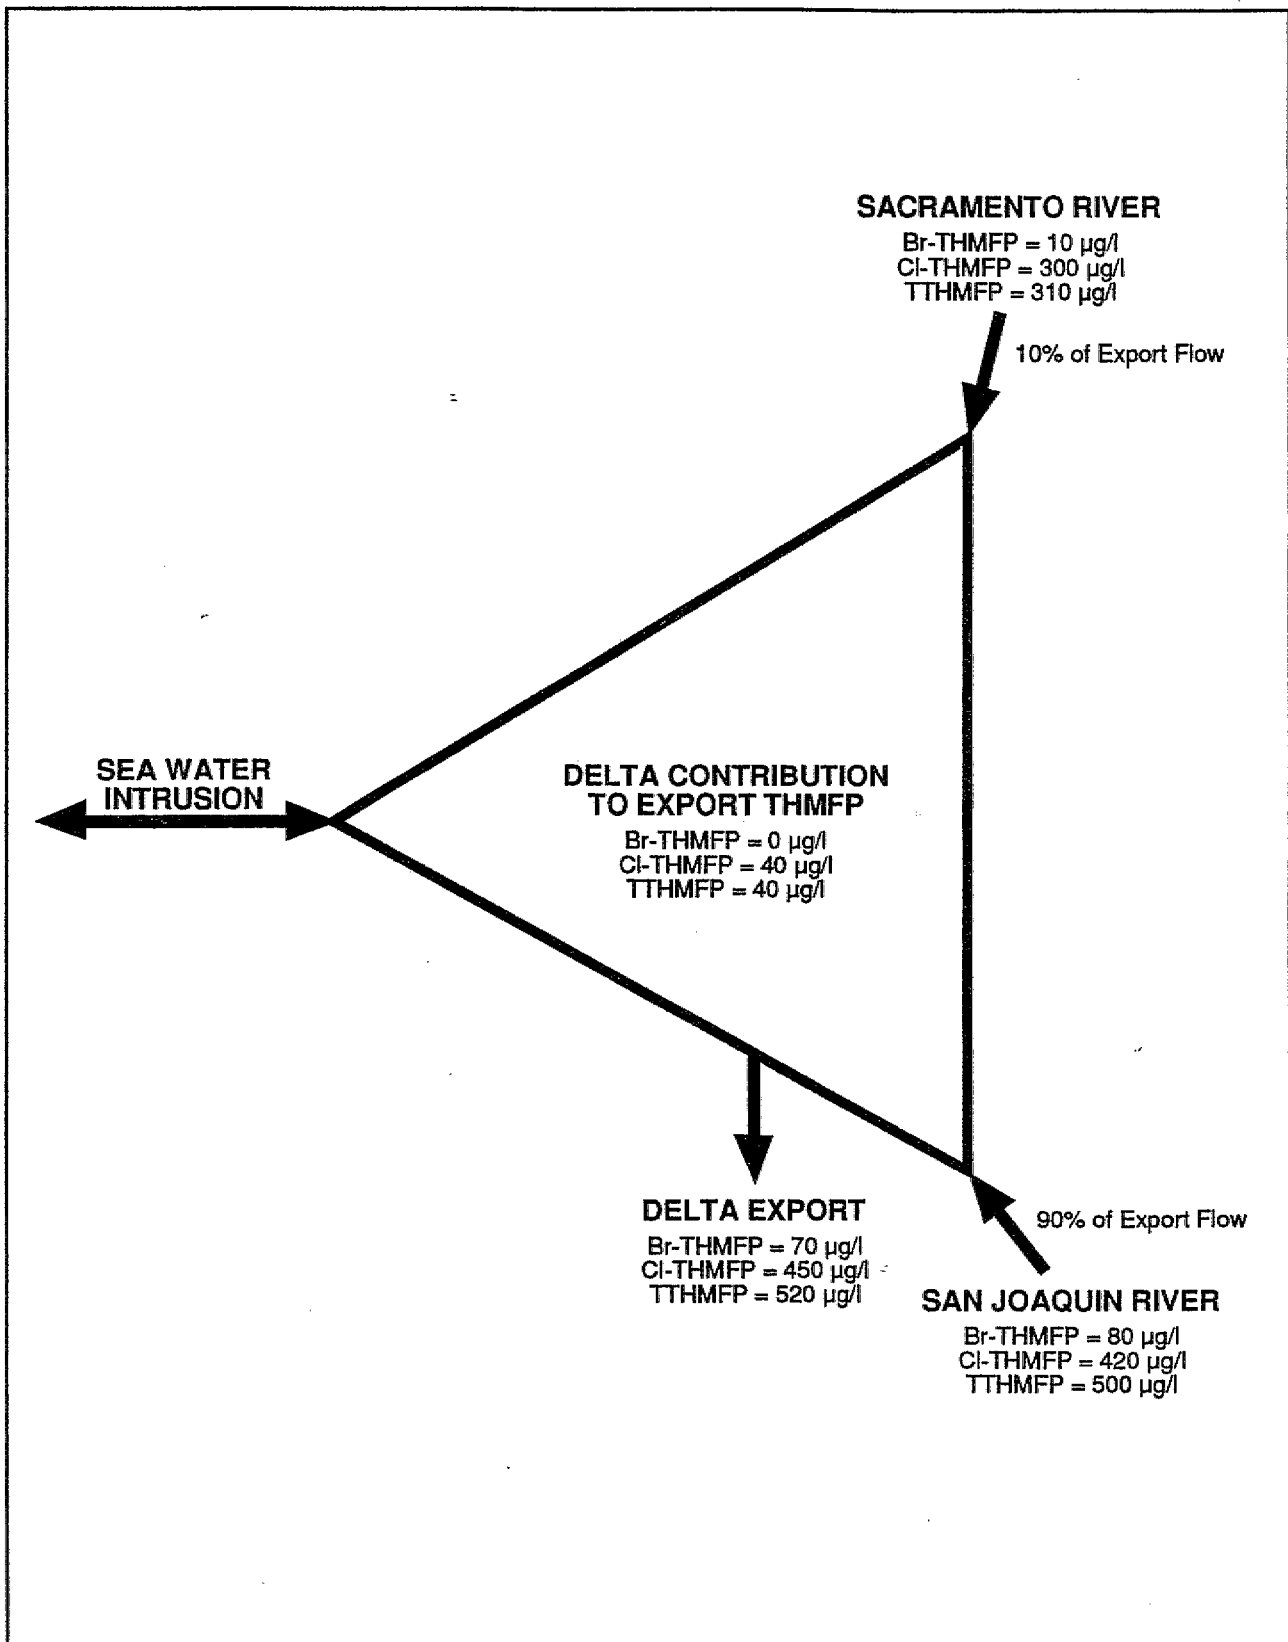 SACRAMENTO RIVER
Br-THMFP = 10 µg/l
Cl-THMFP = 300 µg/l
TTHMFP = 310 µg/l
10% of Export Flow
SEA WATER
INTRUSION
DELTA CONTRIBUTION
TO EXPORT THMFP
Br-THMFP = 0 µg/l
Cl-THMFP = 40 µg/l
TTHMFP = 40 µg/l
DELTA EXPORT
Br-THMFP = 70 µg/l
Cl-THMFP = 450 µg/l
TTHMFP = 520 µg/l
90% of Export Flow
SAN JOAQUIN RIVER
Br-THMFP = 80 µg/l
Cl-THMFP = 420 µg/l
TTHMFP = 500 µg/l